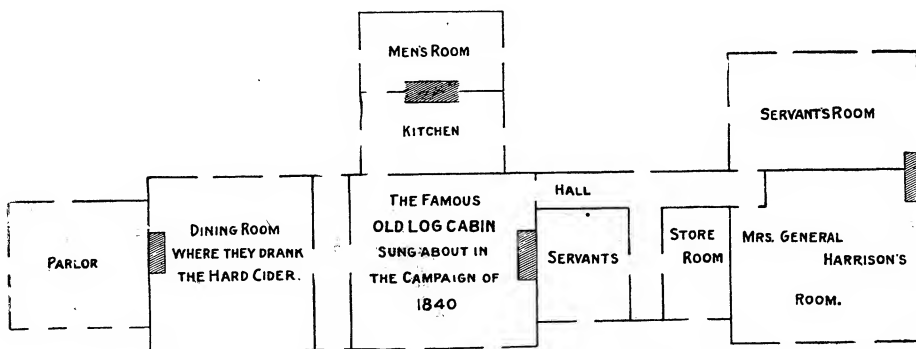 MEN'S ROOM
KITCHEN
SERVANT'S ROOM
HALL
THE FAMOUS
OLD LOG CABIN
SUNG ABOUT IN
THE CAMPAIGN OF
1840
DINING ROOM
WHERE THEY DRANK
THE HARD CIDER.
PARLOR
SERVANTS
STORE
ROOM
MRS. GENERAL
HARRISON'S
ROOM.